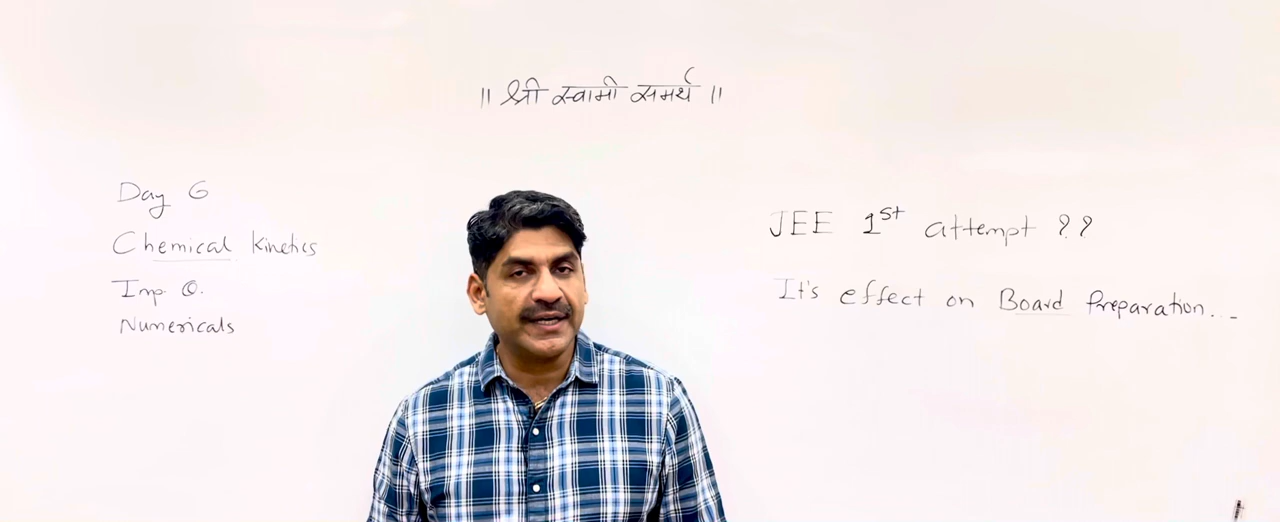 ॥ श्री स्वामी समर्थ ॥
Day 6
Chemical Kinetics
Imp. Q.
Numericals
JEE 1st attempt ??
It's effect on Board Preparation...